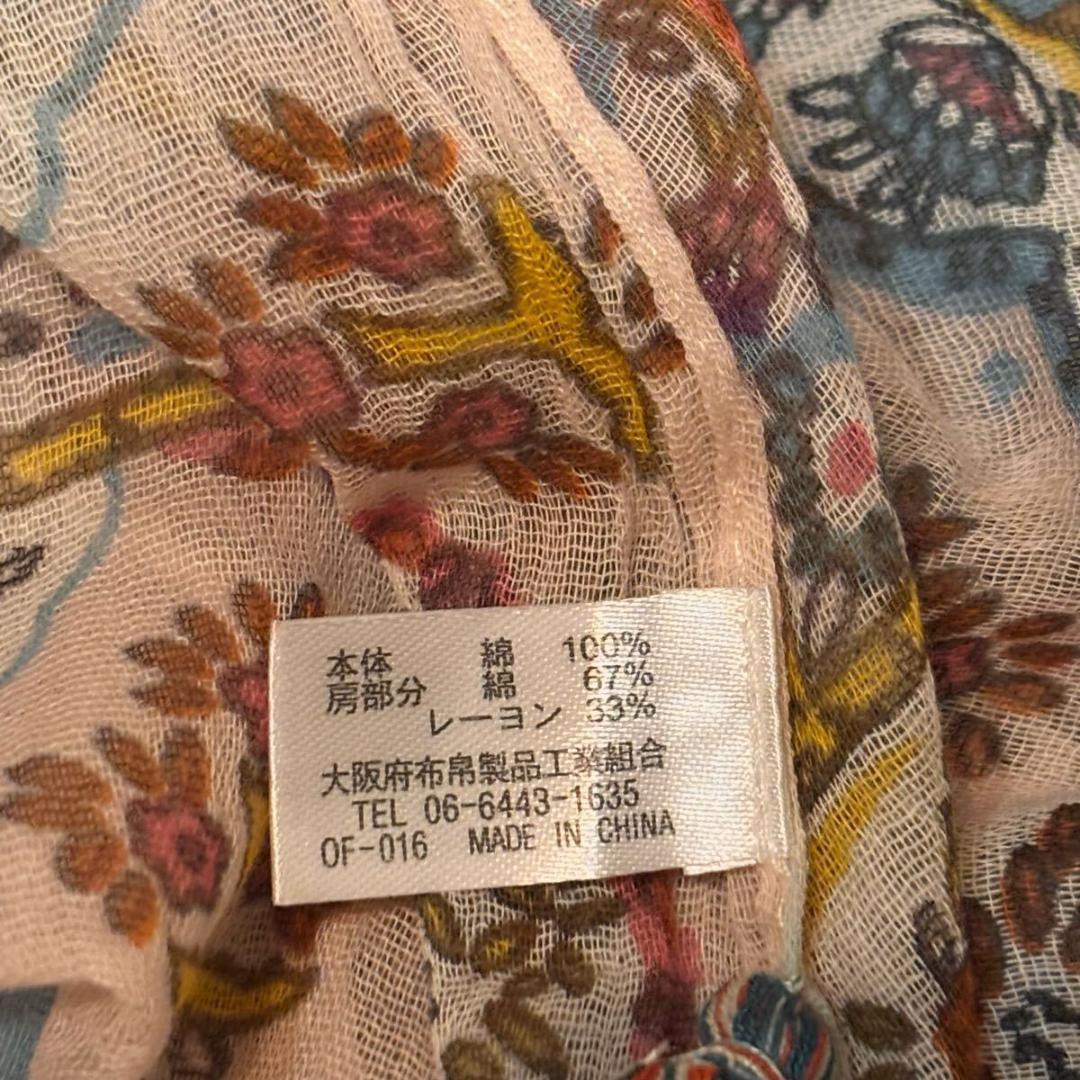 本体 綿 100%
房部分 綿 67%
レーヨン 33%
大阪府布帛製品工業組合
TEL 06-6443-1635
OF-016 MADE IN CHINA